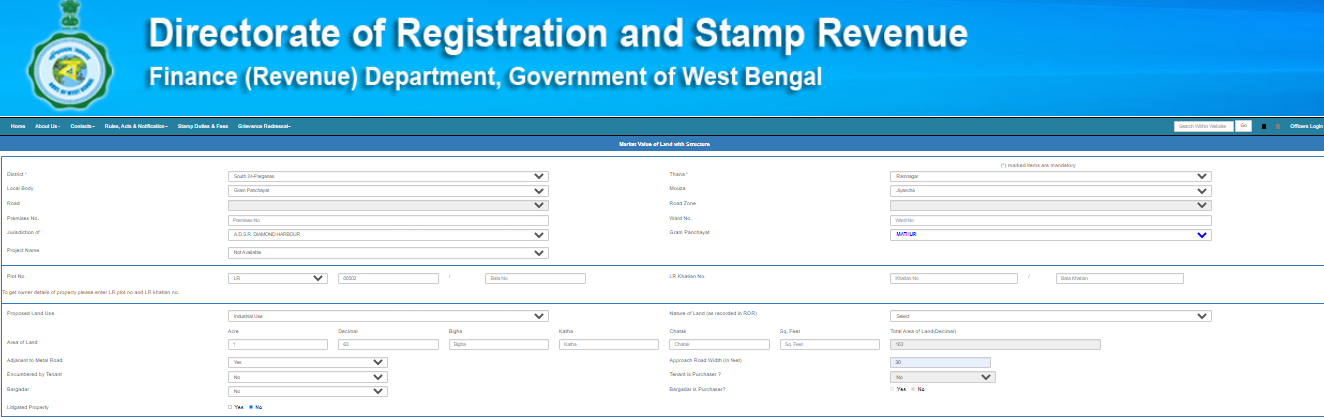 Directorate of Registration and Stamp Revenue
Finance (Revenue) Department, Government of West Bengal
Home About Us Contacts Rules, Acts & Notification Stamp Duties & Fees Grievance Redressal Search Within Website Go Officers Login
Market Value of Land with Structure
(*) marked items are mandatory
District * South 24-Parganas Thana * Ramnagar
Local Body Gram Panchayat Mouza
Road Road Zone
Premises No. Premises No Ward No. Ward No
Jurisdiction of A.D.S.R. DIAMOND HARBOUR Gram Panchayat MATHUR
Project Name Not Available
Plot No LR 00002 / Bata No LR Khatian No. Khatian No / Bata Khatian
To get owner details of property please enter LR plot no and LR khatian no.
Proposed Land Use Industrial Use Nature of Land (as recorded in ROR) Select
Acre Decimal Bigha Katha Chatak Sq. Feet Total Area of Land(Decimal)
Area of Land 1 63 Bigha Katha Chatak Sq. Feet 163
Adjacent to Metal Road Yes Approach Road Width (in feet) 30
Encumbered by Tenant No Tenant is Purchaser ? No
Bargadar No Bargadar is Purchaser? Yes No
Litigated Property Yes No